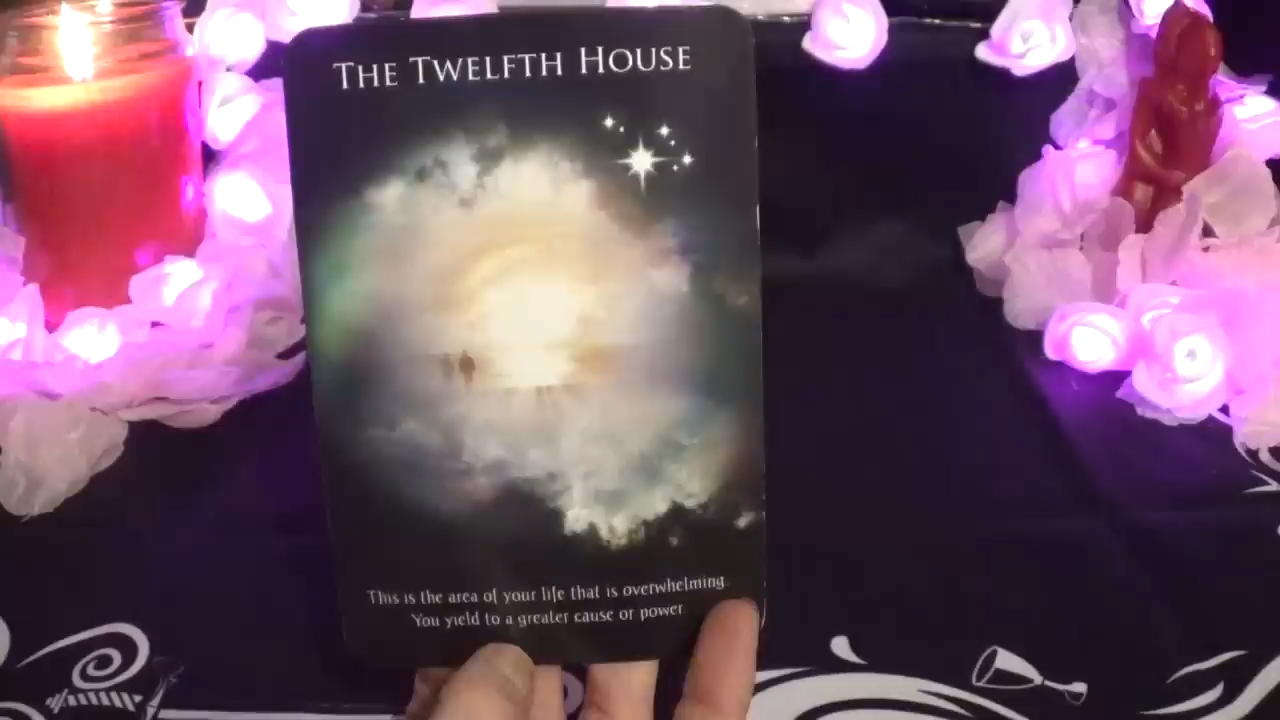 THE TWELFTH HOUSE
This is the area of your life that is overwhelming.
You yield to a greater cause or power